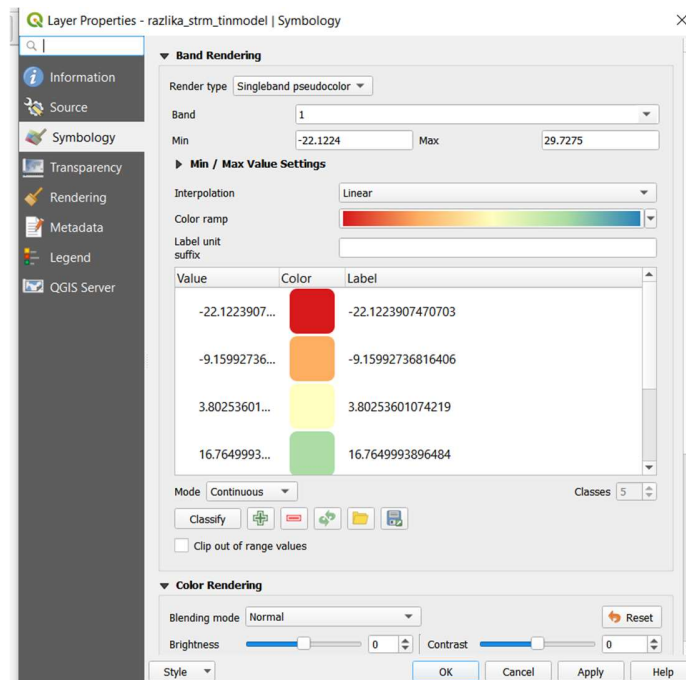 Layer Properties - razlika_strm_tinmodel | Symbology
Information
Source
Symbology
Transparency
Rendering
Metadata
Legend
QGIS Server
Band Rendering
Render type Singleband pseudocolor
Band 1
Min -22.1224 Max 29.7275
Min / Max Value Settings
Interpolation Linear
Color ramp
Label unit
suffix
Value Color Label
-22.1223907... -22.1223907470703
-9.15992736... -9.15992736816406
3.80253601... 3.80253601074219
16.7649993... 16.7649993896484
Mode Continuous Classes 5
Classify
Clip out of range values
Color Rendering
Blending mode Normal Reset
Brightness 0 Contrast 0
Style OK Cancel Apply Help